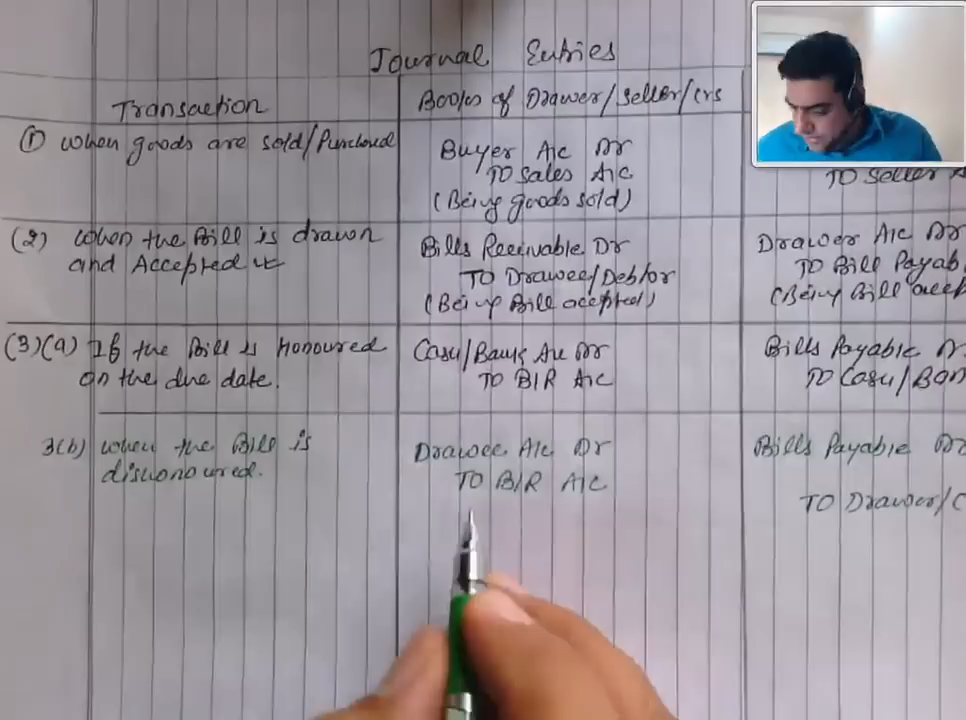 Journal Entries
Transaction
Books of Drawer/Seller/Crs
(1) When goods are sold/Purchased
Buyer A/c Dr
To Sales A/c
(Being goods sold)
To Seller A
(2) When the Bill is drawn
and Accepted it
Bills Receivable Dr
To Drawee/Debtor
(Being Bill accepted)
Drawer A/c Dr
To Bill Payab
(Being Bill accep
(3)(a) If the Bill is Honoured
on the due date.
Cash/Bank A/c Dr
To B/R A/c
Bills Payable D
To Cash/Ban
3(b) When the Bill is
dishonoured.
Drawee A/c Dr
To B/R A/c
Bills Payable Dr
To Drawer/C